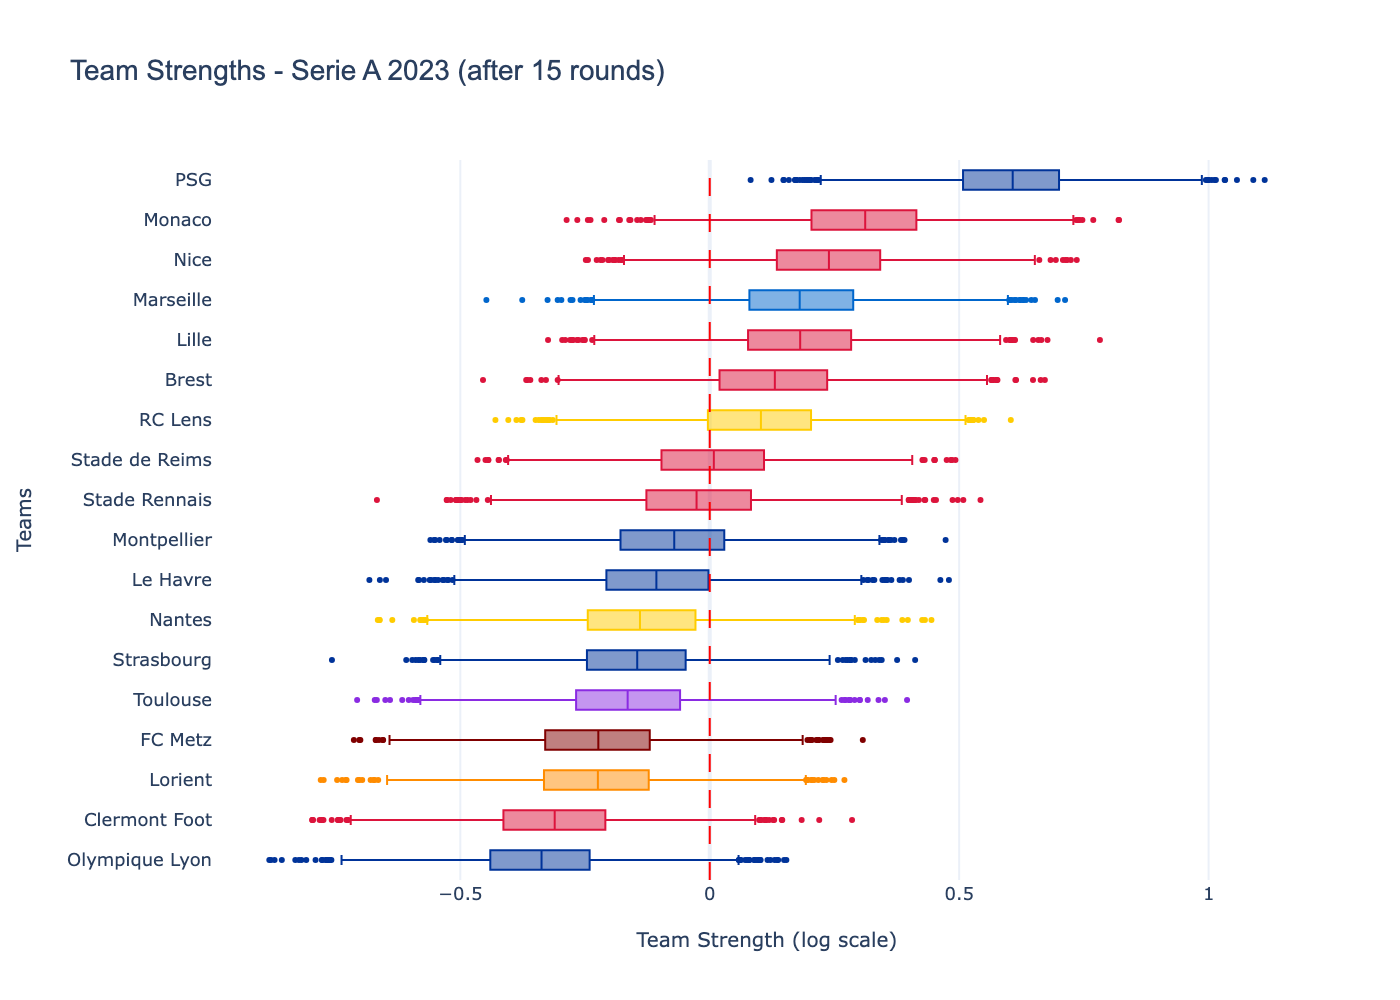 Team Strengths - Serie A 2023 (after 15 rounds)
PSG
Monaco
Nice
Marseille
Lille
Brest
RC Lens
Stade de Reims
Stade Rennais
Montpellier
Le Havre
Nantes
Strasbourg
Toulouse
FC Metz
Lorient
Clermont Foot
Olympique Lyon
Teams
−0.5 0 0.5 1
Team Strength (log scale)